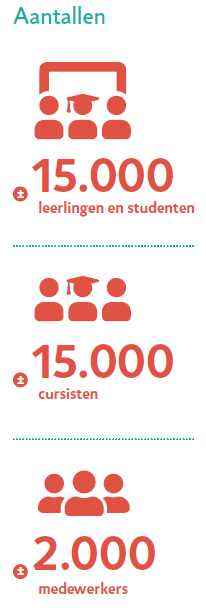 Aantallen
± 15.000
leerlingen en studenten
± 15.000
cursisten
± 2.000
medewerkers